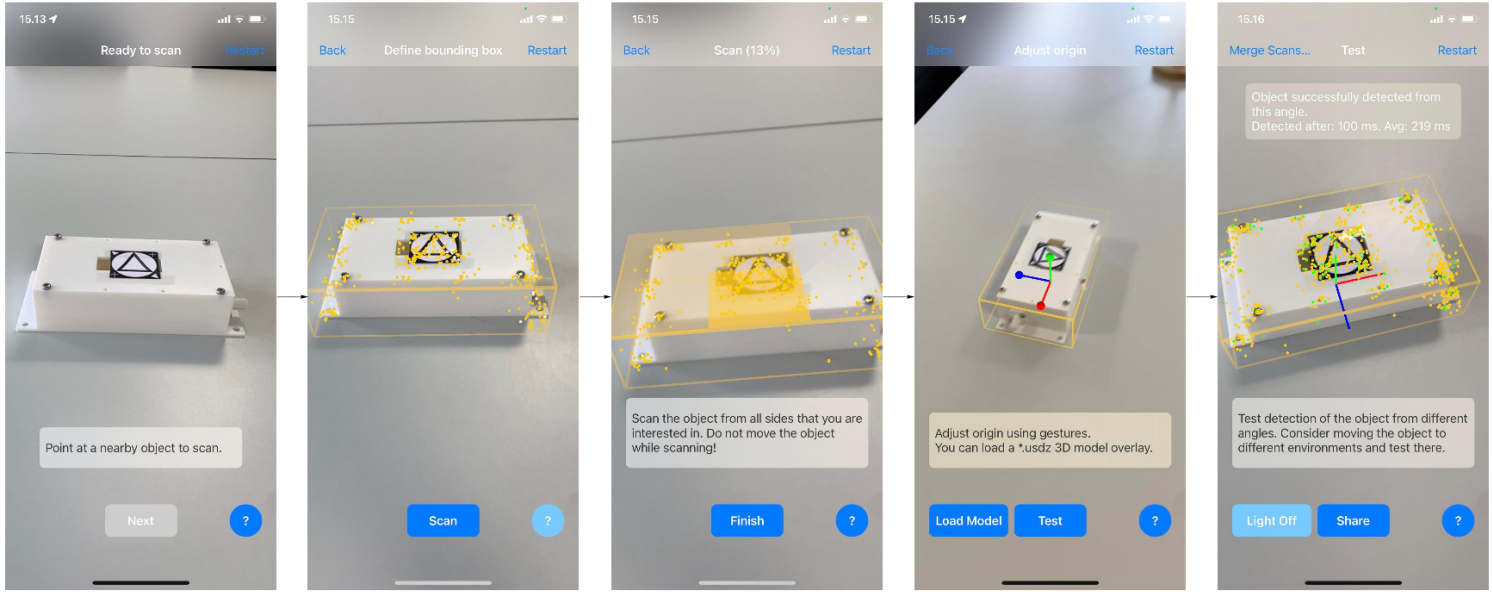 15.13
Ready to scan
Restart
Point at a nearby object to scan.
Next
?
15.15
Back
Define bounding box
Restart
Scan
?
15.15
Back
Scan (13%)
Restart
Scan the object from all sides that you are
interested in. Do not move the object
while scanning!
Finish
?
15.15
Back
Adjust origin
Restart
Adjust origin using gestures.
You can load a *.usdz 3D model overlay.
Load Model
Test
?
15.16
Merge Scans...
Test
Restart
Object successfully detected from
this angle.
Detected after: 100 ms. Avg: 219 ms
Test detection of the object from different
angles. Consider moving the object to
different environments and test there.
Light Off
Share
?